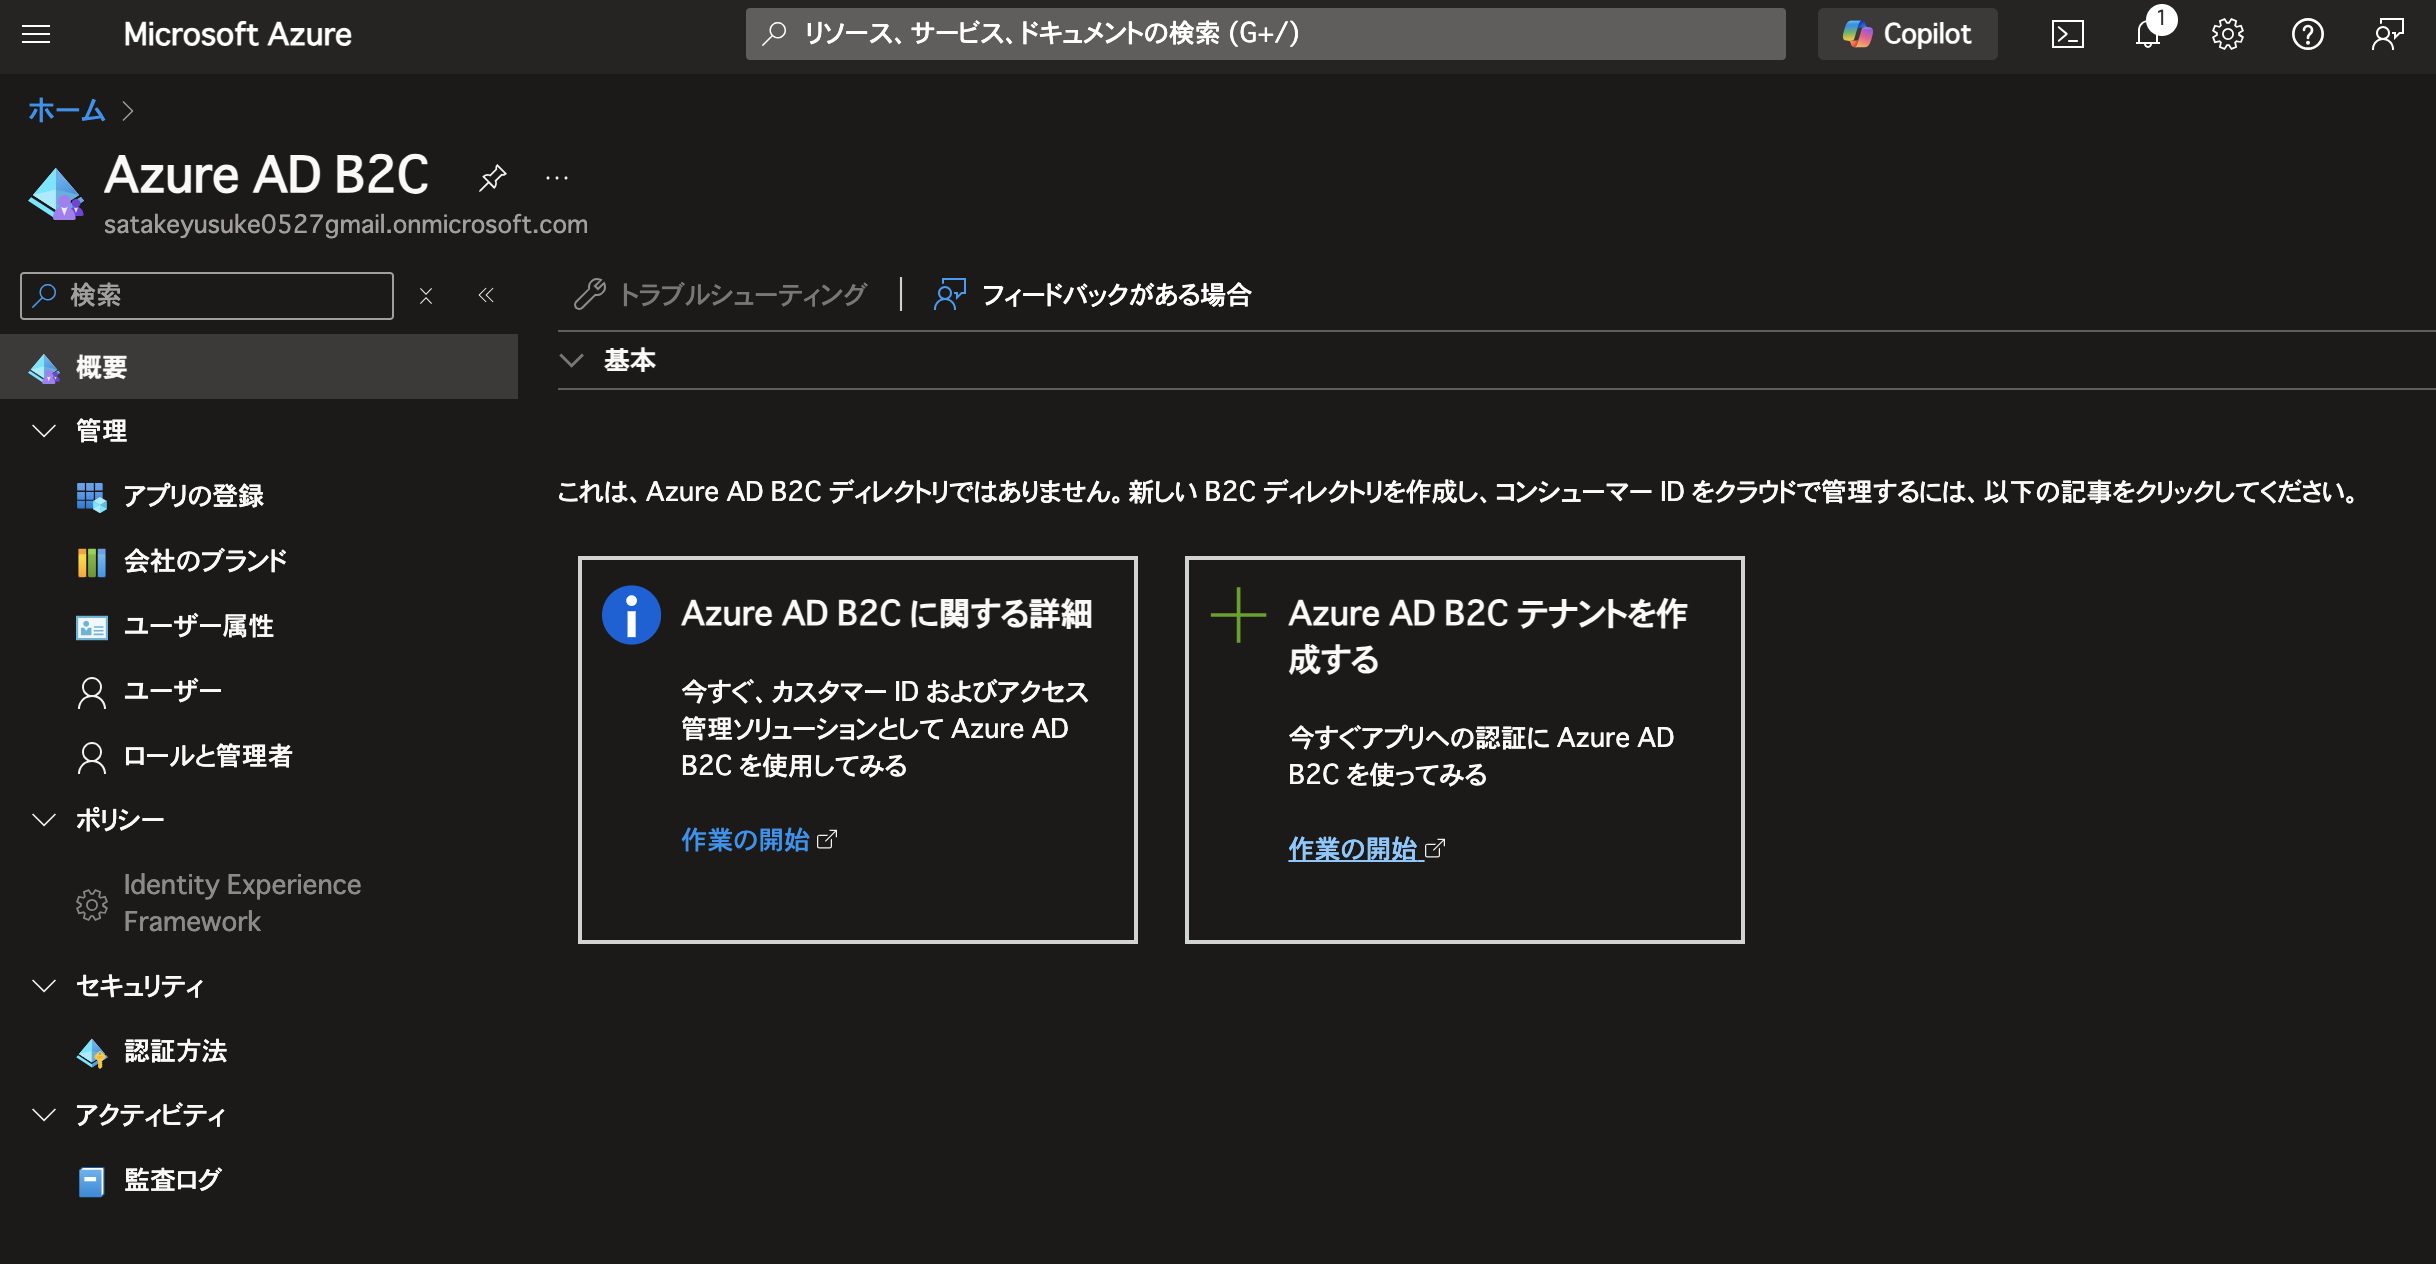 Microsoft Azure
リソース、サービス、ドキュメントの検索 (G+/)
Copilot
1
ホーム
Azure AD B2C
satakeyusuke0527gmail.onmicrosoft.com
検索
トラブルシューティング
フィードバックがある場合
概要
基本
管理
アプリの登録
会社のブランド
ユーザー属性
ユーザー
ロールと管理者
ポリシー
Identity Experience
Framework
セキュリティ
認証方法
アクティビティ
監査ログ
これは、Azure AD B2C ディレクトリではありません。新しい B2C ディレクトリを作成し、コンシューマー ID をクラウドで管理するには、以下の記事をクリックしてください。
Azure AD B2C に関する詳細
今すぐ、カスタマー ID およびアクセス
管理ソリューションとして Azure AD
B2C を使用してみる
作業の開始
Azure AD B2C テナントを作
成する
今すぐアプリへの認証に Azure AD
B2C を使ってみる
作業の開始